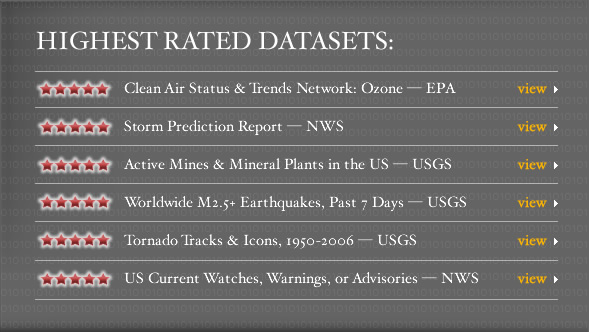 HIGHEST RATED DATASETS:
Clean Air Status & Trends Network: Ozone — EPA view
Storm Prediction Report — NWS view
Active Mines & Mineral Plants in the US — USGS view
Worldwide M2.5+ Earthquakes, Past 7 Days — USGS view
Tornado Tracks & Icons, 1950-2006 — USGS view
US Current Watches, Warnings, or Advisories — NWS view